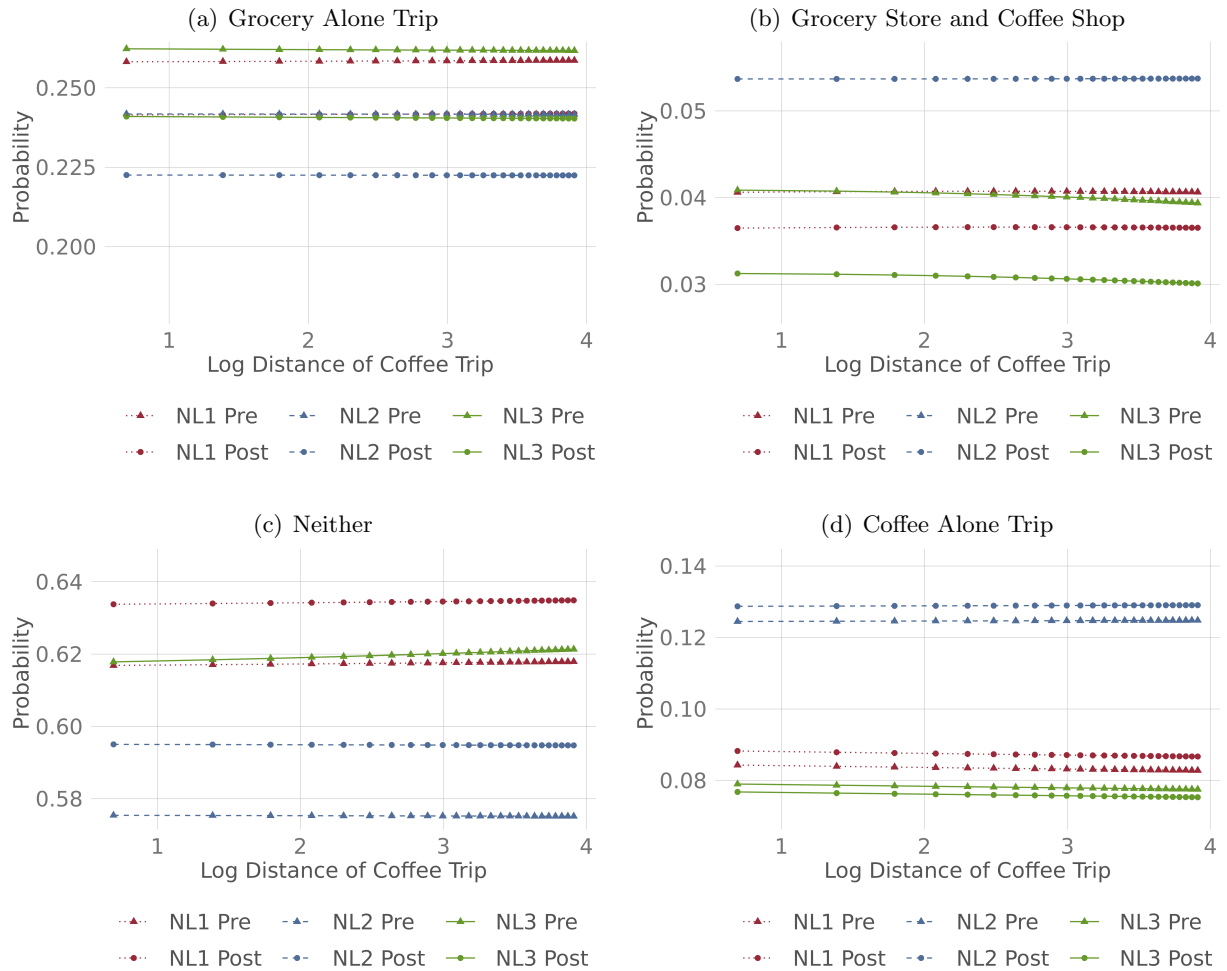 (a) Grocery Alone Trip
Probability
0.250
0.225
0.200
1 2 3 4
Log Distance of Coffee Trip
NL1 Pre NL2 Pre NL3 Pre
NL1 Post NL2 Post NL3 Post
(b) Grocery Store and Coffee Shop
Probability
0.05
0.04
0.03
1 2 3 4
Log Distance of Coffee Trip
NL1 Pre NL2 Pre NL3 Pre
NL1 Post NL2 Post NL3 Post
(c) Neither
Probability
0.64
0.62
0.60
0.58
1 2 3 4
Log Distance of Coffee Trip
NL1 Pre NL2 Pre NL3 Pre
NL1 Post NL2 Post NL3 Post
(d) Coffee Alone Trip
Probability
0.14
0.12
0.10
0.08
1 2 3 4
Log Distance of Coffee Trip
NL1 Pre NL2 Pre NL3 Pre
NL1 Post NL2 Post NL3 Post